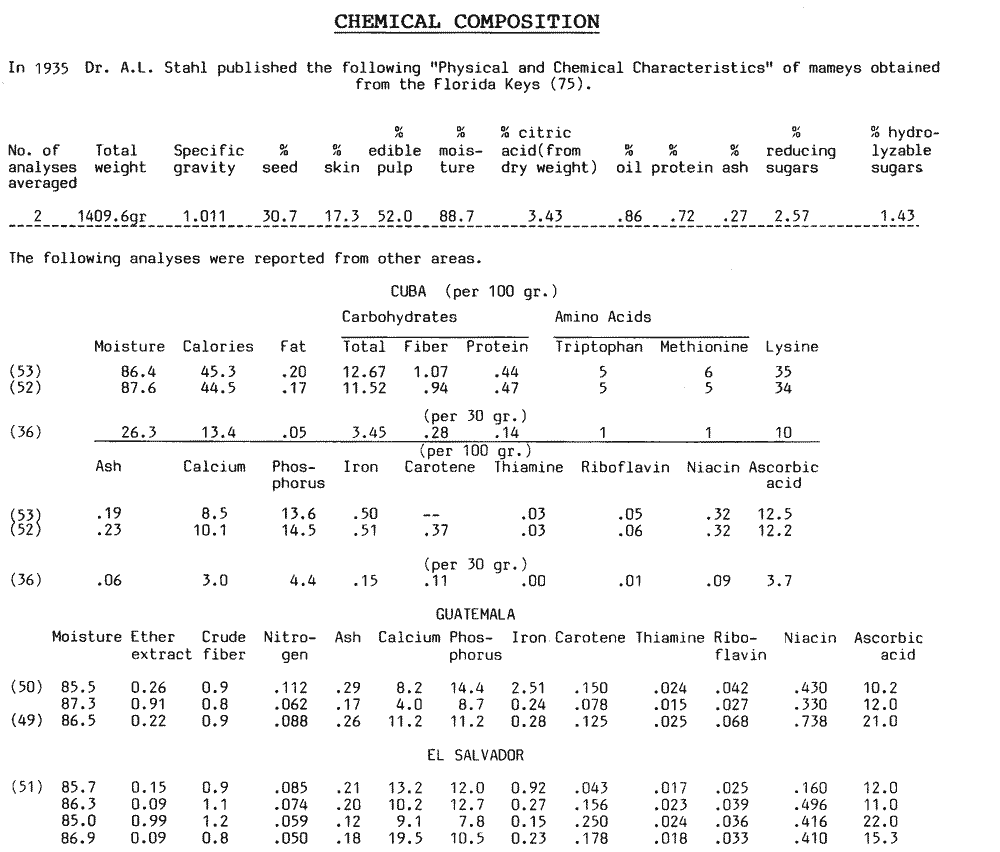 CHEMICAL COMPOSITION
In 1935 Dr. A.L. Stahl published the following "Physical and Chemical Characteristics" of mameys obtained
from the Florida Keys (75).
% % % citric % % hydro-
No. of Total Specific % % edible mois- acid(from % % % reducing lyzable
analyses weight gravity seed skin pulp ture dry weight) oil protein ash sugars sugars
averaged
2 1409.6gr 1.011 30.7 17.3 52.0 88.7 3.43 .86 .72 .27 2.57 1.43
The following analyses were reported from other areas.
CUBA (per 100 gr.)
Carbohydrates Amino Acids
Moisture Calories Fat Total Fiber Protein Triptophan Methionine Lysine
(53) 86.4 45.3 .20 12.67 1.07 .44 5 6 35
(52) 87.6 44.5 .17 11.52 .94 .47 5 5 34
(per 30 gr.)
(36) 26.3 13.4 .05 3.45 .28 .14 1 1 10
(per 100 gr.)
Ash Calcium Phos- Iron Carotene Thiamine Riboflavin Niacin Ascorbic
phorus acid
(53) .19 8.5 13.6 .50 -- .03 .05 .32 12.5
(52) .23 10.1 14.5 .51 .37 .03 .06 .32 12.2
(per 30 gr.)
(36) .06 3.0 4.4 .15 .11 .00 .01 .09 3.7
GUATEMALA
Moisture Ether Crude Nitro- Ash Calcium Phos- Iron Carotene Thiamine Ribo- Niacin Ascorbic
extract fiber gen phorus flavin acid
(50) 85.5 0.26 0.9 .112 .29 8.2 14.4 2.51 .150 .024 .042 .430 10.2
87.3 0.91 0.8 .062 .17 4.0 8.7 0.24 .078 .015 .027 .330 12.0
(49) 86.5 0.22 0.9 .088 .26 11.2 11.2 0.28 .125 .025 .068 .738 21.0
EL SALVADOR
(51) 85.7 0.15 0.9 .085 .21 13.2 12.0 0.92 .043 .017 .025 .160 12.0
86.3 0.09 1.1 .074 .20 10.2 12.7 0.27 .156 .023 .039 .496 11.0
85.0 0.99 1.2 .059 .12 9.1 7.8 0.15 .250 .024 .036 .416 22.0
86.9 0.09 0.8 .050 .18 19.5 10.5 0.23 .178 .018 .033 .410 15.3